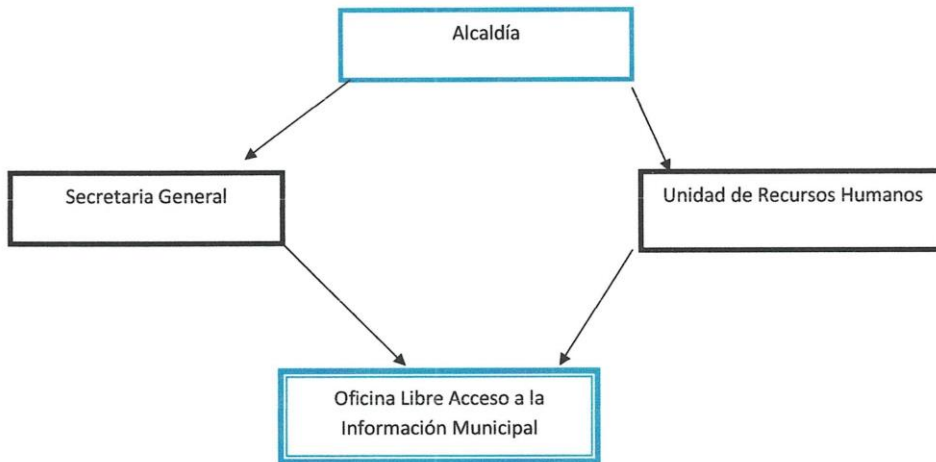 Alcaldía
Secretaria General
Unidad de Recursos Humanos
Oficina Libre Acceso a la
Información Municipal